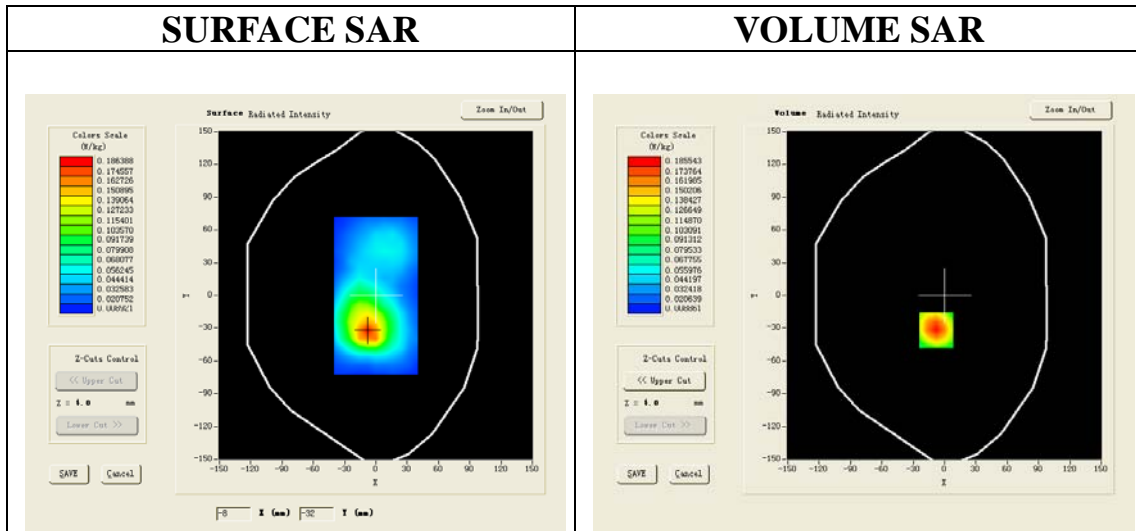 SURFACE SAR
VOLUME SAR
Surface Radiated Intensity
Zoom In/Out
Colors Scale
(W/kg)
0.186388
0.174557
0.162726
0.150895
0.139064
0.127233
0.115401
0.103570
0.091739
0.079908
0.068077
0.056245
0.044414
0.032583
0.020752
0.008921
150
120
90
60
30
0
-30
-60
-90
-120
-150
Y
-150 -120 -90 -60 -30 0 30 60 90 120 150
X
Z-Cuts Control
<< Upper Cut
Z = 4.0 mm
Lower Cut >>
SAVE Cancel
-8 X (mm) -32 Y (mm)
Volume Radiated Intensity
Zoom In/Out
Colors Scale
(W/kg)
0.185543
0.173764
0.161985
0.150206
0.138427
0.126649
0.114870
0.103091
0.091312
0.079533
0.067755
0.055976
0.044197
0.032418
0.020639
0.008861
150
120
90
60
30
0
-30
-60
-90
-120
-150
Y
-150 -120 -90 -60 -30 0 30 60 90 120 150
X
Z-Cuts Control
<< Upper Cut
Z = 4.0 mm
Lower Cut >>
SAVE Cancel